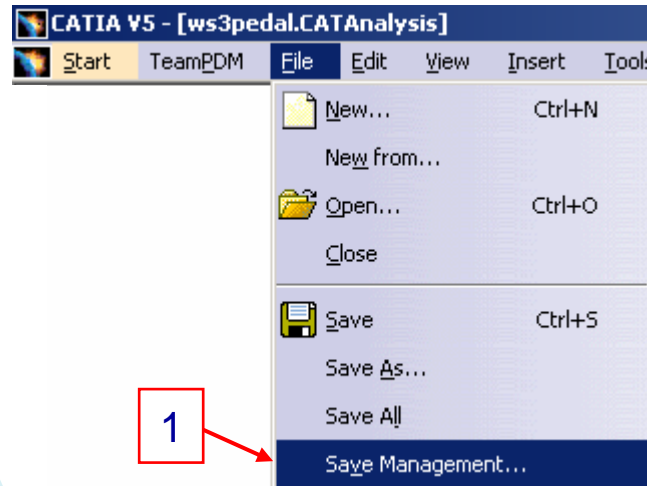 CATIA V5 - [ws3pedal.CATAnalysis]
Start TeamPDM File Edit View Insert Tools
New... Ctrl+N
New from...
Open... Ctrl+O
Close
Save Ctrl+S
Save As...
Save All
1
Save Management...